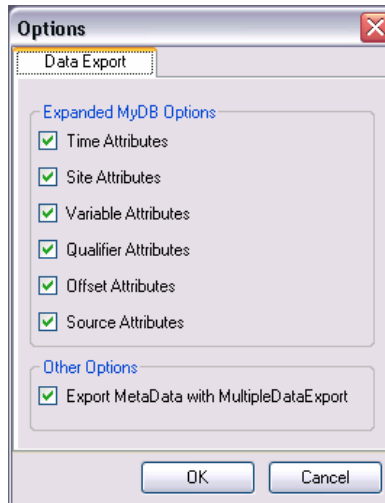 Options
Data Export
Expanded MyDB Options
Time Attributes
Site Attributes
Variable Attributes
Qualifier Attributes
Offset Attributes
Source Attributes
Other Options
Export MetaData with MultipleDataExport
OK
Cancel